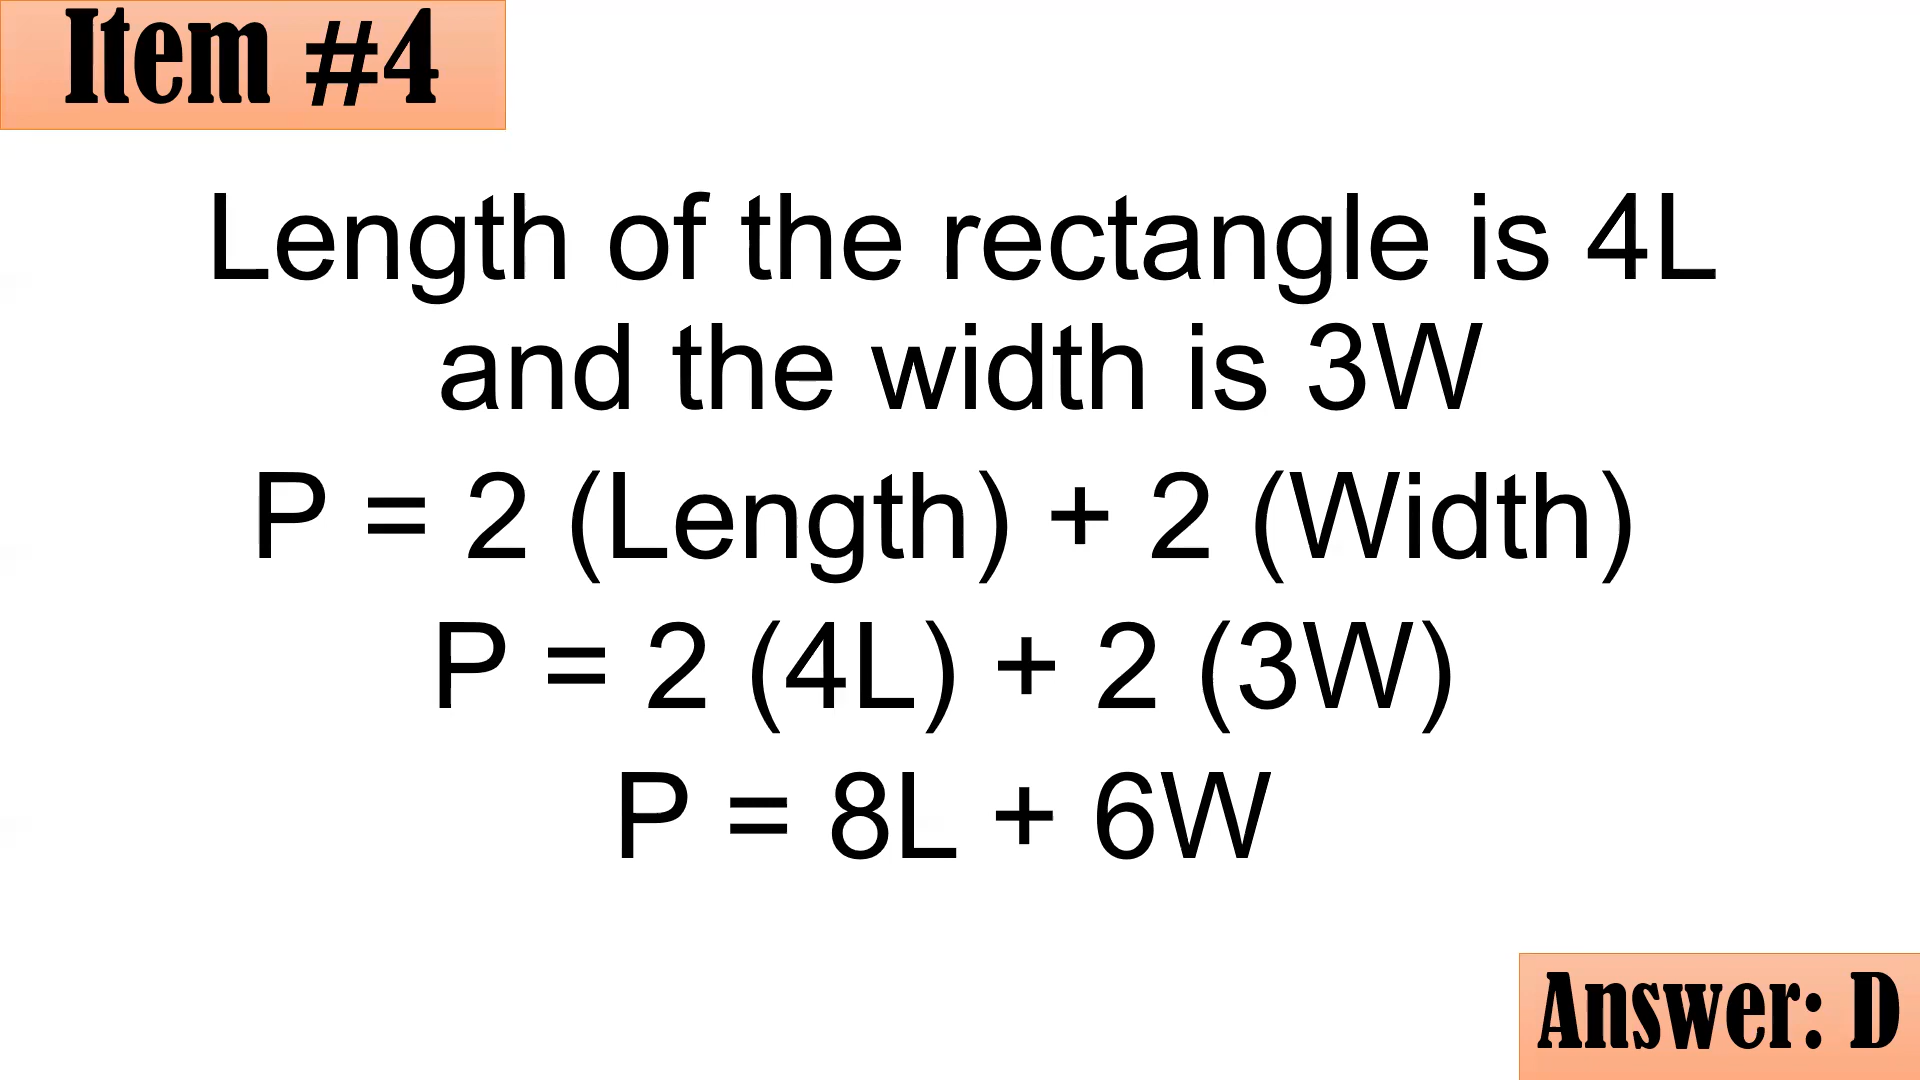 Item #4
Length of the rectangle is 4L
and the width is 3W
P = 2 (Length) + 2 (Width)
P = 2 (4L) + 2 (3W)
P = 8L + 6W
Answer: D